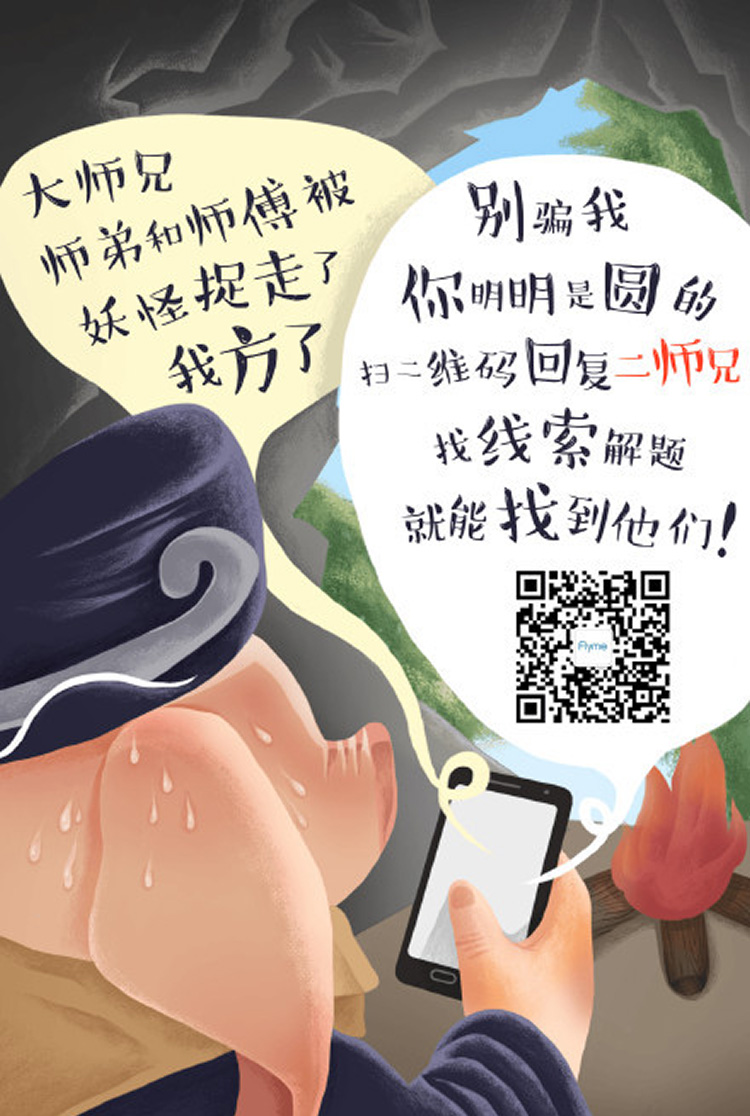 大师兄
师弟和师傅被
妖怪捉走了
我方了
别骗我
你明明是圆的
扫二维码回复二师兄
找线索解题
就能找到他们!
Flyme